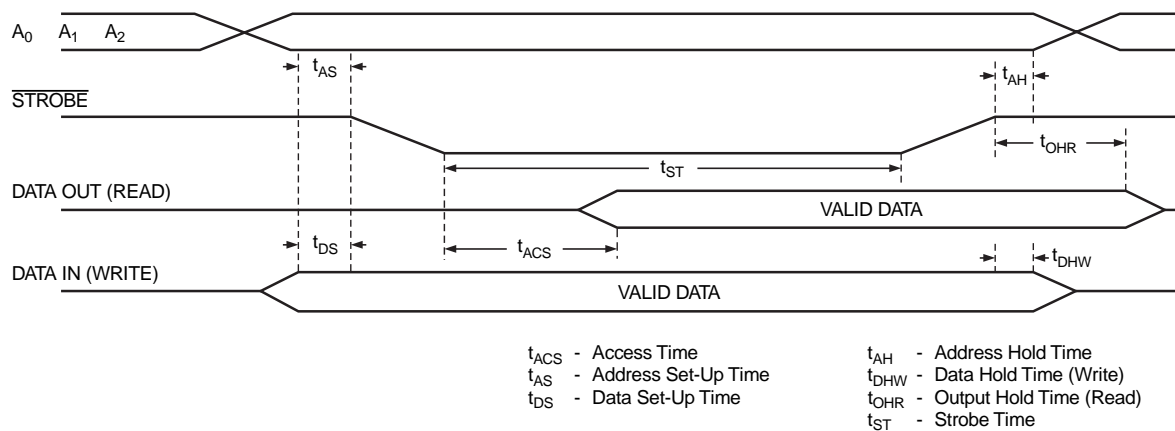 A0 A1 A2
tAS
tAH
STROBE
tOHR
tST
DATA OUT (READ)
VALID DATA
tDS
tACS
tDHW
DATA IN (WRITE)
VALID DATA
tACS - Access Time
tAS - Address Set-Up Time
tDS - Data Set-Up Time
tAH - Address Hold Time
tDHW - Data Hold Time (Write)
tOHR - Output Hold Time (Read)
tST - Strobe Time